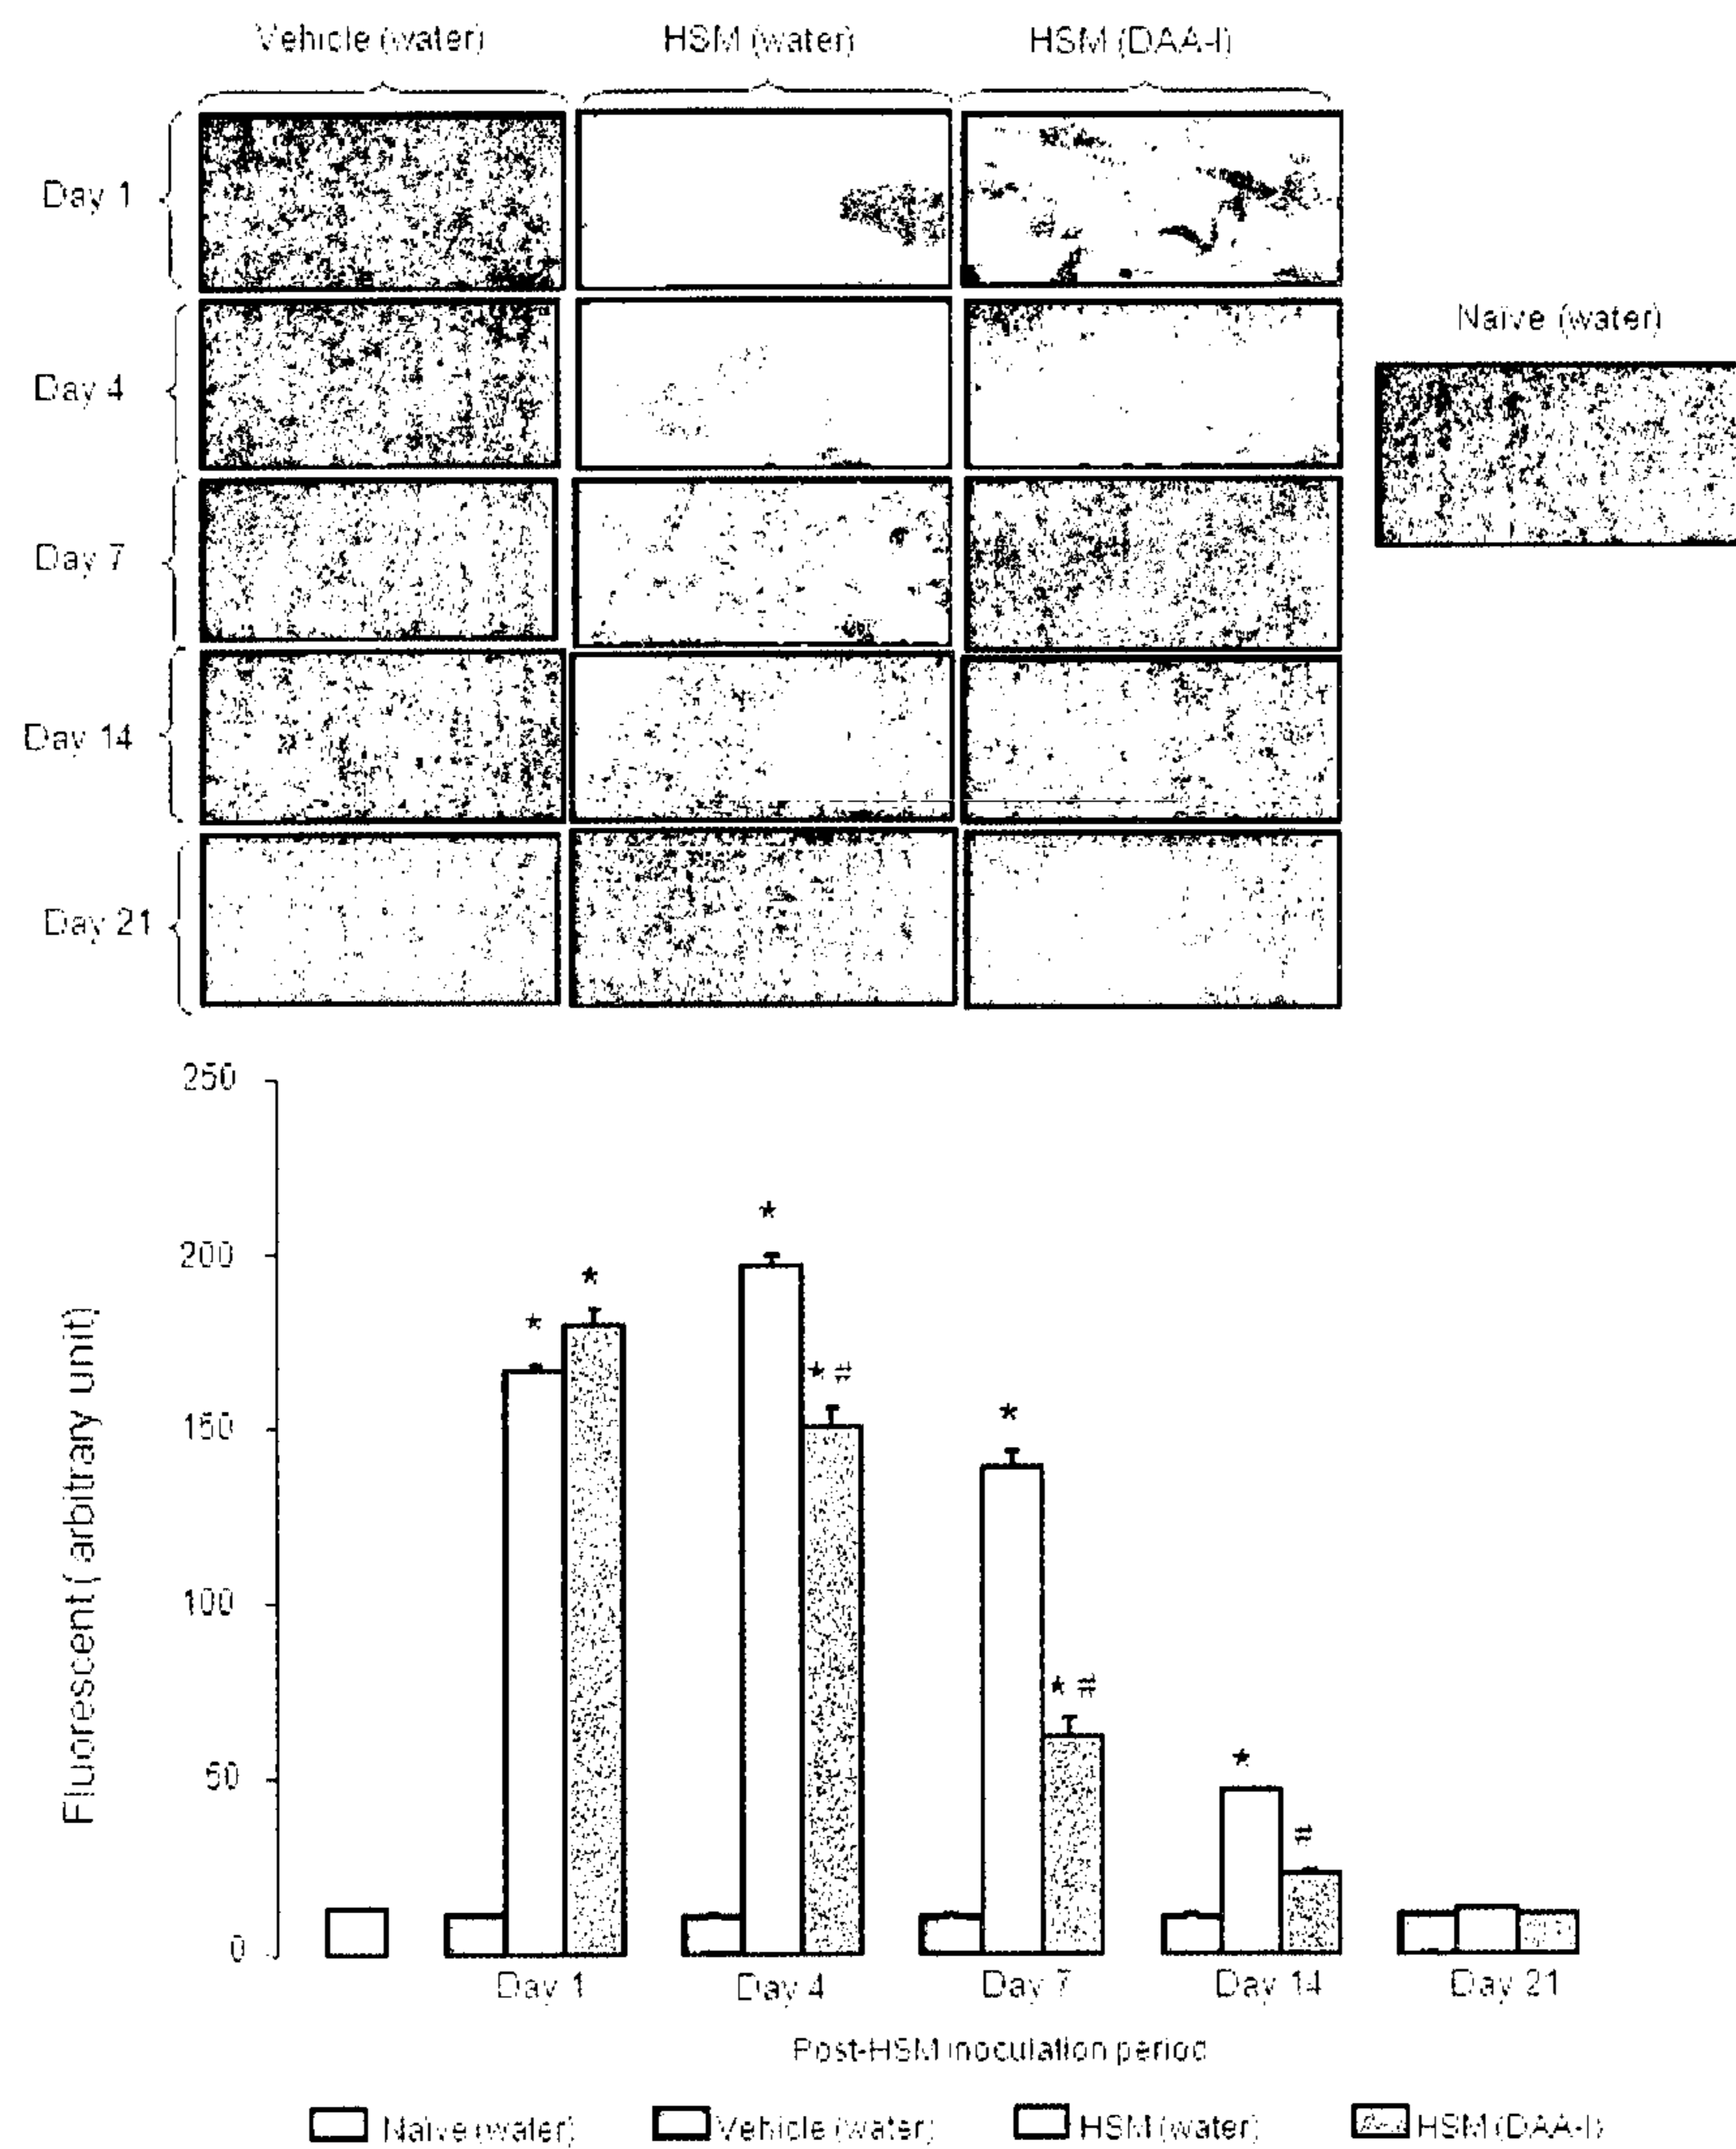 Vehicle (water) HSM (water) HSM (DAA-I)
Day 1
Naïve (water)
Day 4
Day 7
Day 14
Day 21
250
200
150
100
50
0
Fluorescent ( arbitrary unit)
*
*
*
* #
*
* #
*
#
Day 1 Day 4 Day 7 Day 14 Day 21
Post-HSM inoculation period
Naïve (water) Vehicle (water) HSM (water) HSM (DAA-I)